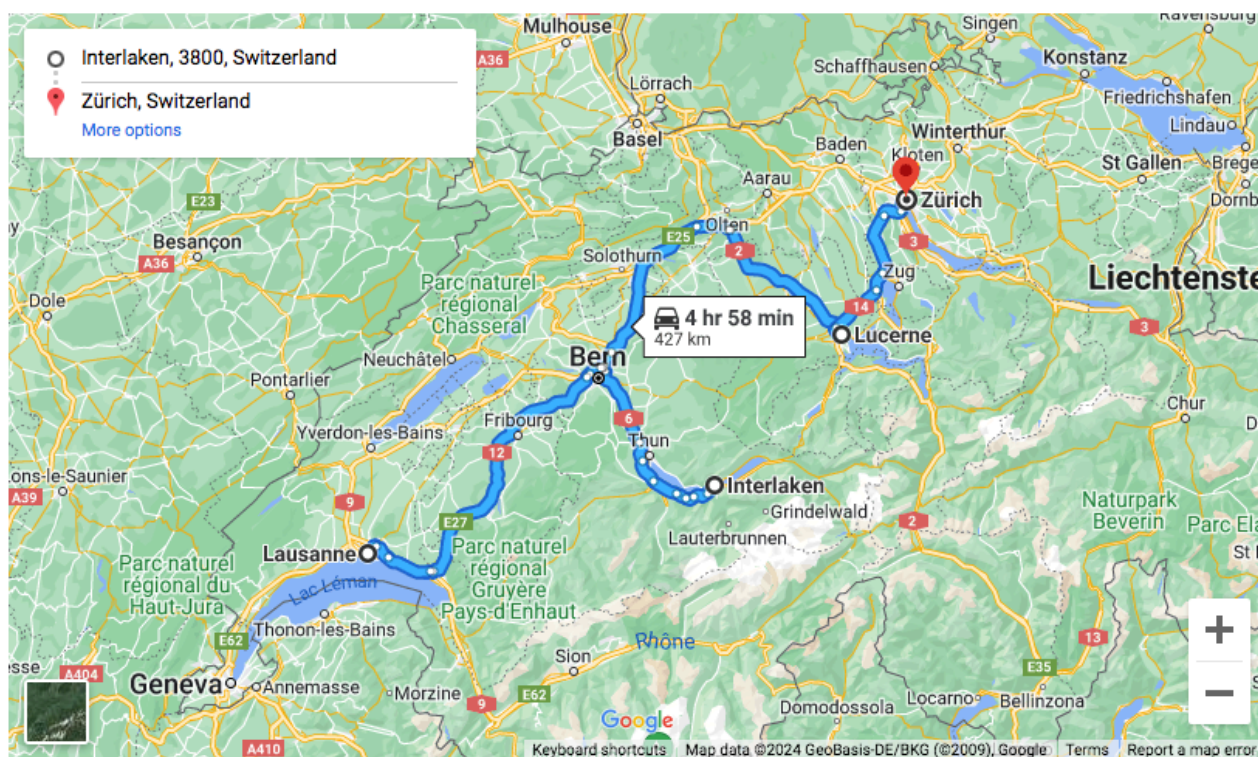 Interlaken, 3800, Switzerland
Zürich, Switzerland
More options
Mulhouse
Singen
Ravensburg
A36
Schaffhausen
Konstanz
Lörrach
Friedrichshafen
Basel
Winterthur
Lindau
Baden
Kloten
St Gallen
Brege
Aarau
E23
Zürich
Dornb
Olten
Besançon
E25
3
A36
Solothurn
2
Zug
Parc naturel
régional
Chasseral
Liechtenste
Dole
14
4 hr 58 min
427 km
Lucerne
3
Neuchâtel
Bern
Pontarlier
Chur
Fribourg
6
Yverdon-les-Bains
Thun
12
ons-le-Saunier
A39
9
Interlaken
Naturpark
Beverin
Grindelwald
E27
2
Parc Ela
Lauterbrunnen
Lausanne
Parc naturel
régional
Gruyère
Pays-d'Enhaut
St
Parc naturel
régional du
Haut-Jura
Lac Léman
Thonon-les-Bains
E62
Rhône
13
esse
A404
Sion
E35
Geneva
Annemasse
Morzine
E62
9
Locarno
Bellinzona
Domodossola
Google
A410
Keyboard shortcuts
Map data ©2024 GeoBasis-DE/BKG (©2009), Google
Terms
Report a map error